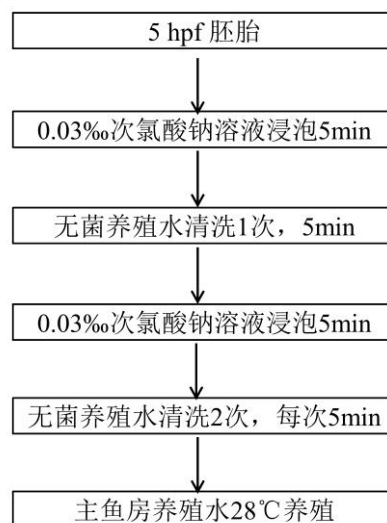 5 hpf 胚胎
0.03‰次氯酸钠溶液浸泡5min
无菌养殖水清洗1次，5min
0.03‰次氯酸钠溶液浸泡5min
无菌养殖水清洗2次，每次5min
主鱼房养殖水28℃养殖